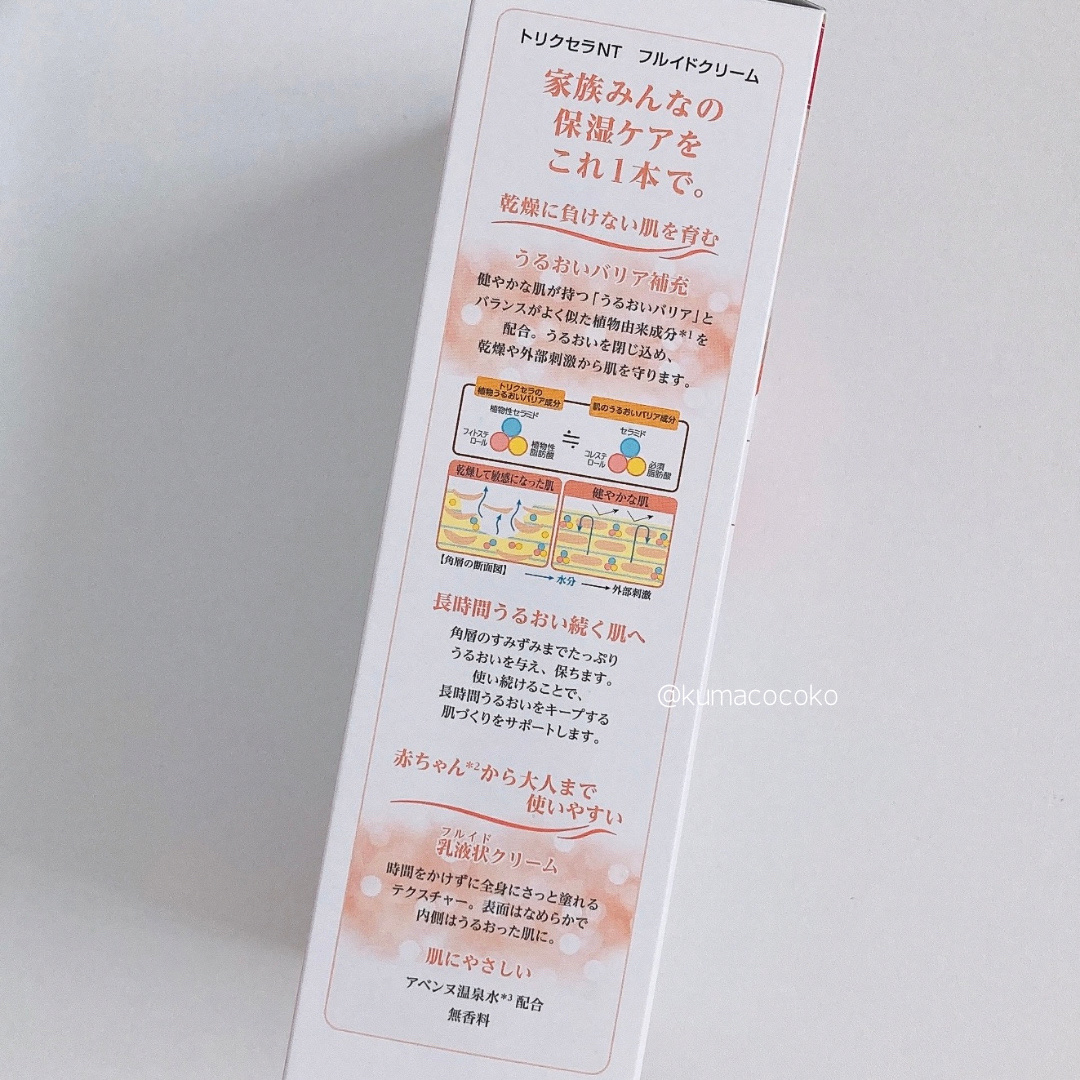 トリクセラNT フルイドクリーム
家族みんなの
保湿ケアを
これ1本で。
乾燥に負けない肌を育む
うるおいバリア補充
健やかな肌が持つ「うるおいバリア」と
バランスがよく似た植物由来成分*1を
配合。うるおいを閉じ込め、
乾燥や外部刺激から肌を守ります。
トリクセラの
植物うるおいバリア成分
肌のうるおいバリア成分
植物性セラミド
フィトステ
ロール
植物性
脂肪酸
≒
セラミド
コレステ
ロール
必須
脂肪酸
乾燥して敏感になった肌
健やかな肌
【角層の断面図】
水分
外部刺激
長時間うるおい続く肌へ
角層のすみずみまでたっぷり
うるおいを与え、保ちます。
使い続けることで、
長時間うるおいをキープする
肌づくりをサポートします。
@kumacocoko
赤ちゃん*2から大人まで
使いやすい
フルイド
乳液状クリーム
時間をかけずに全身にさっと塗れる
テクスチャー。表面はなめらかで
内側はうるおった肌に。
肌にやさしい
アベンヌ温泉水*3配合
無香料